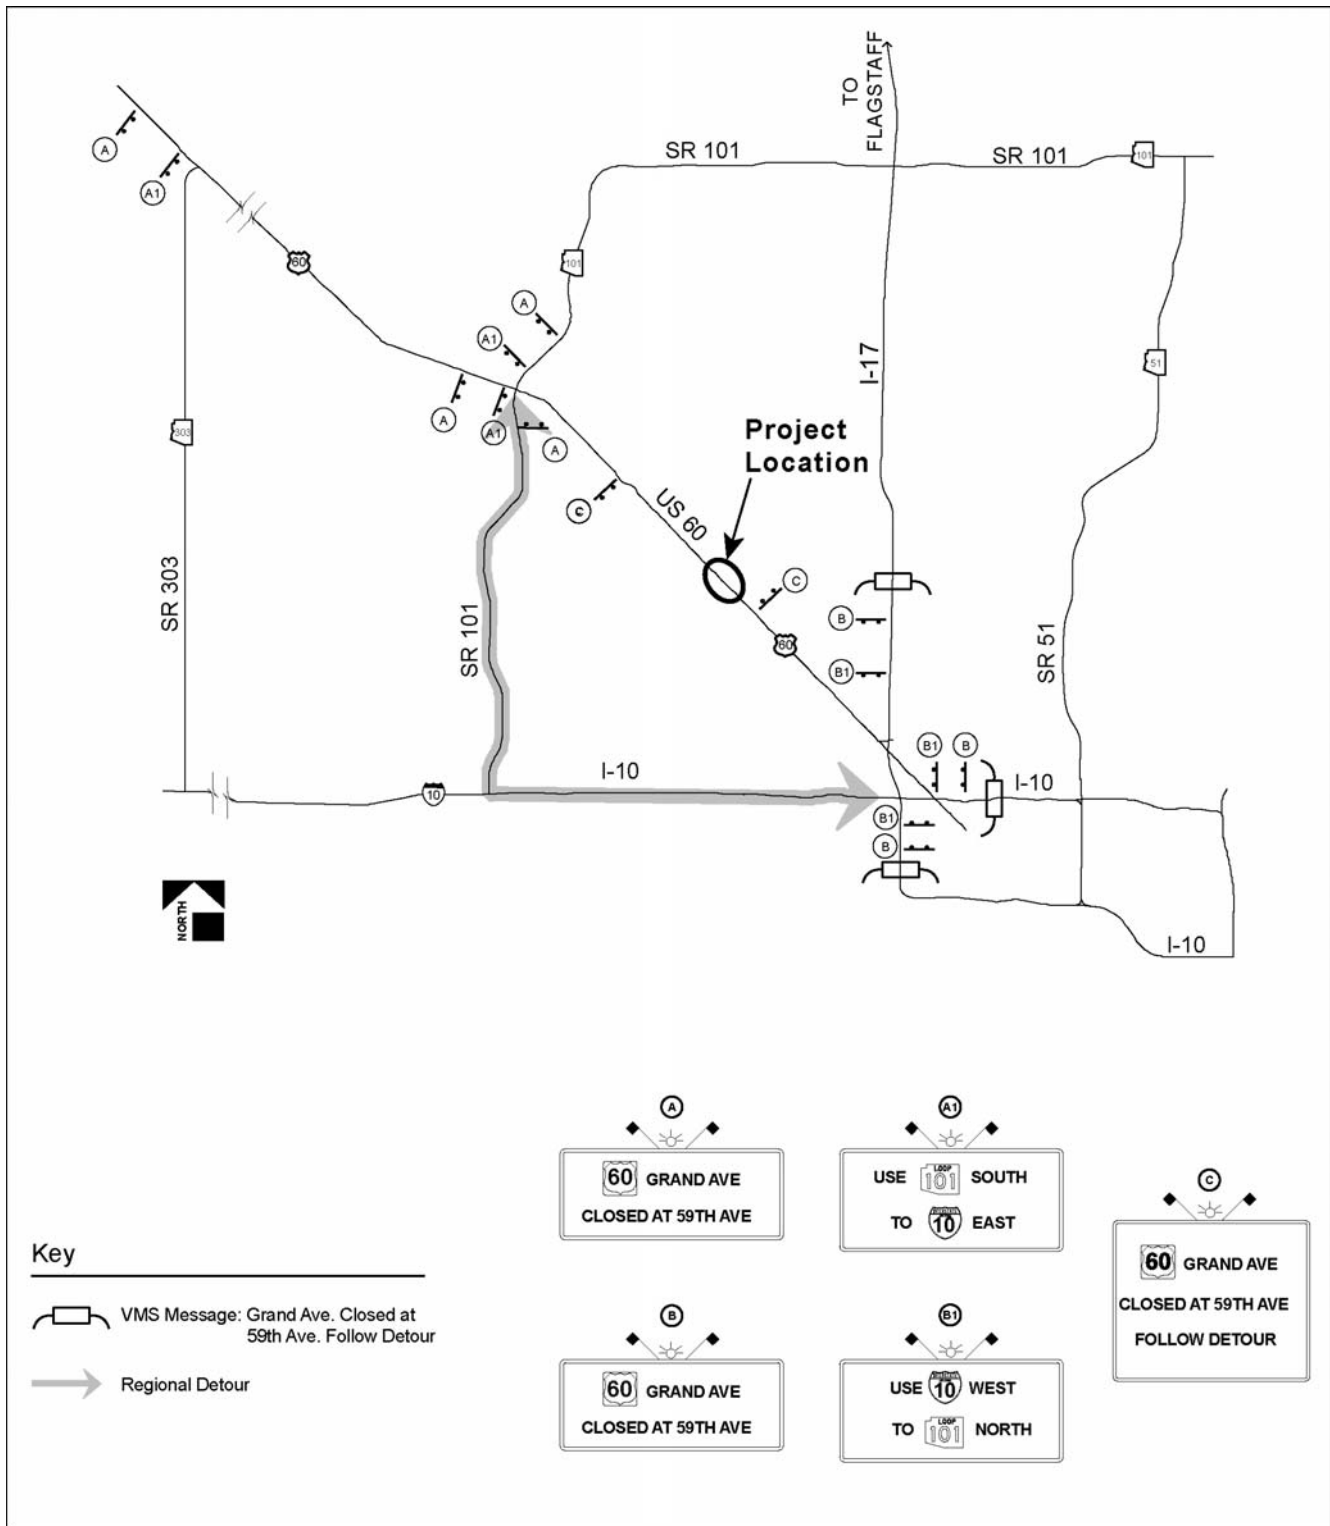 TO
FLAGSTAFF
SR 101
SR 101
101
A
A1
60
101
A
A1
I-17
51
A
A1
A
303
Project
Location
C
US 60
C
SR 303
SR 101
B
60
SR 51
B1
B1
B
I-10
I-10
10
B1
B
NORTH
I-10
A
60 GRAND AVE
CLOSED AT 59TH AVE
A1
USE LOOP 101 SOUTH
TO 10 EAST
C
60 GRAND AVE
CLOSED AT 59TH AVE
FOLLOW DETOUR
Key
VMS Message: Grand Ave. Closed at
59th Ave. Follow Detour
Regional Detour
B
60 GRAND AVE
CLOSED AT 59TH AVE
B1
USE 10 WEST
TO LOOP 101 NORTH